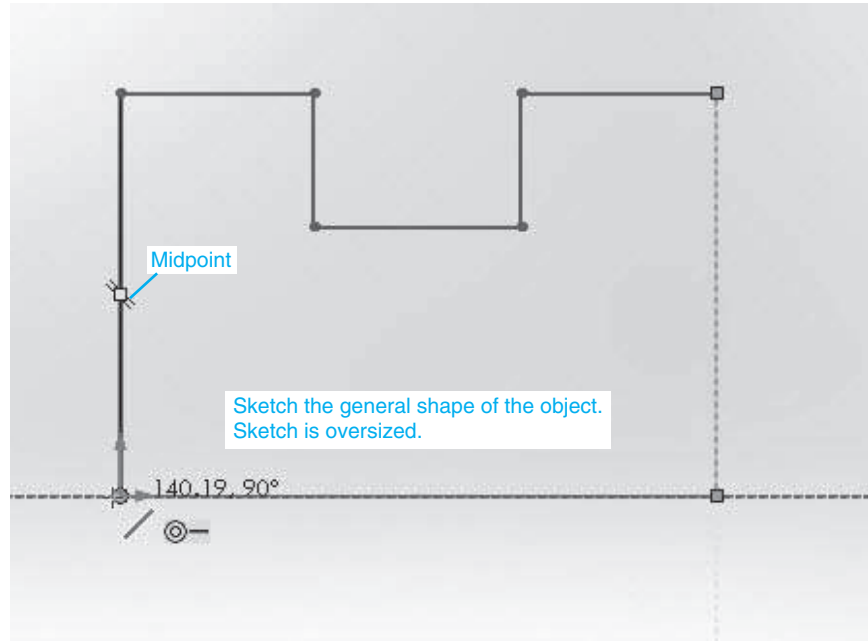 Midpoint
Sketch the general shape of the object.
Sketch is oversized.
140.19, 90°